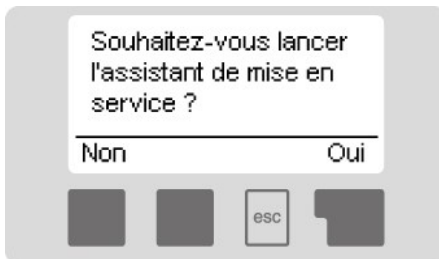 Souhaitez-vous lancer
l'assistant de mise en
service ?
Non Oui
esc